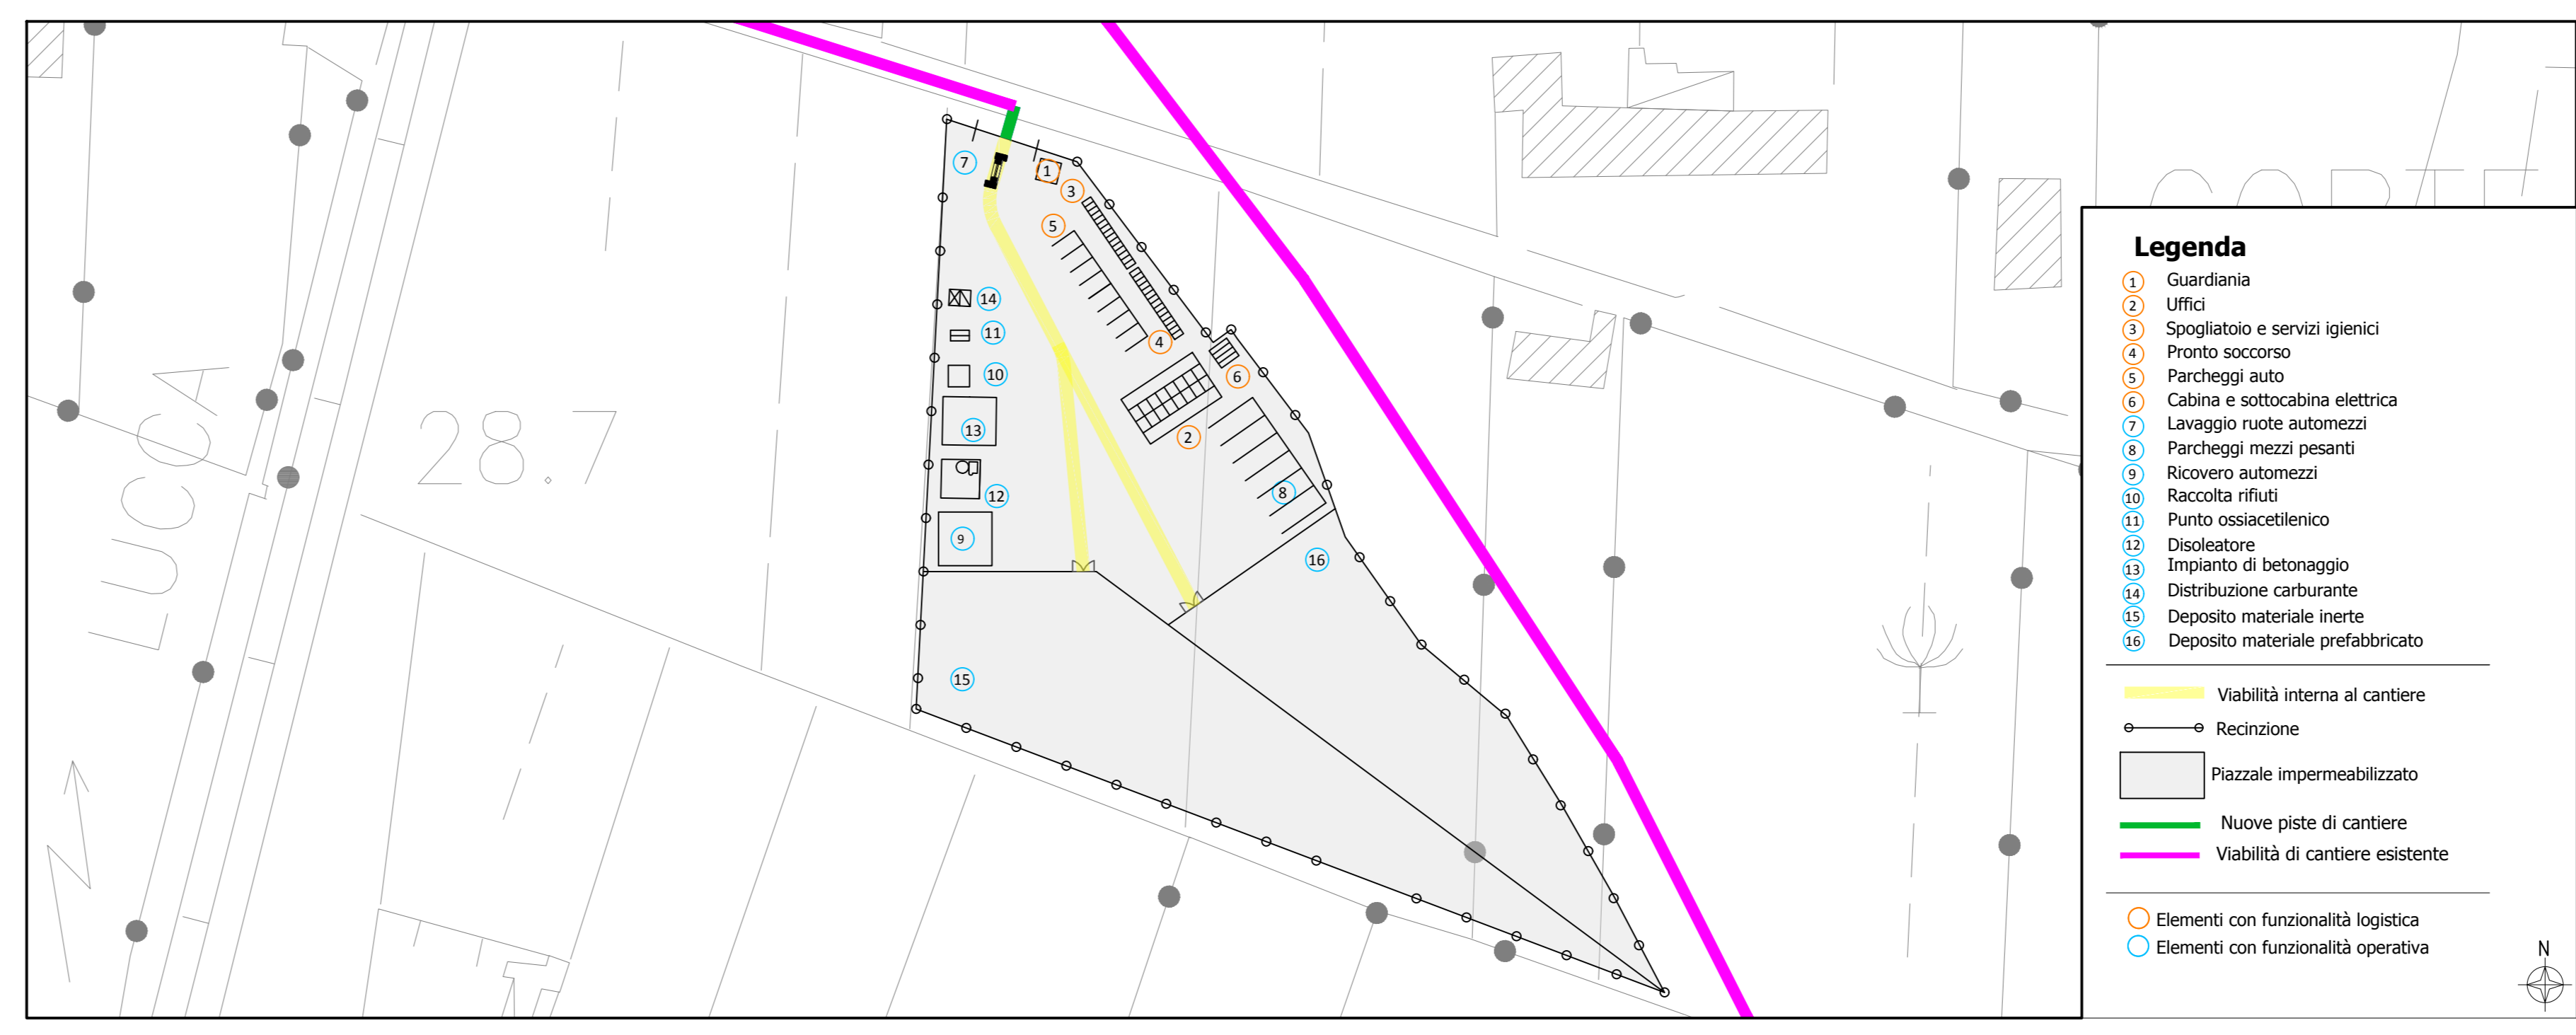 CORTE
LUCCA
28.7
7
1
3
5
14
11
4
10
6
13
2
12
8
9
16
15
Legenda
1 Guardiania
2 Uffici
3 Spogliatoio e servizi igienici
4 Pronto soccorso
5 Parcheggi auto
6 Cabina e sottocabina elettrica
7 Lavaggio ruote automezzi
8 Parcheggi mezzi pesanti
9 Ricovero automezzi
10 Raccolta rifiuti
11 Punto ossiacetilenico
12 Disoleatore
13 Impianto di betonaggio
14 Distribuzione carburante
15 Deposito materiale inerte
16 Deposito materiale prefabbricato
Viabilità interna al cantiere
Recinzione
Piazzale impermeabilizzato
Nuove piste di cantiere
Viabilità di cantiere esistente
Elementi con funzionalità logistica
Elementi con funzionalità operativa
N